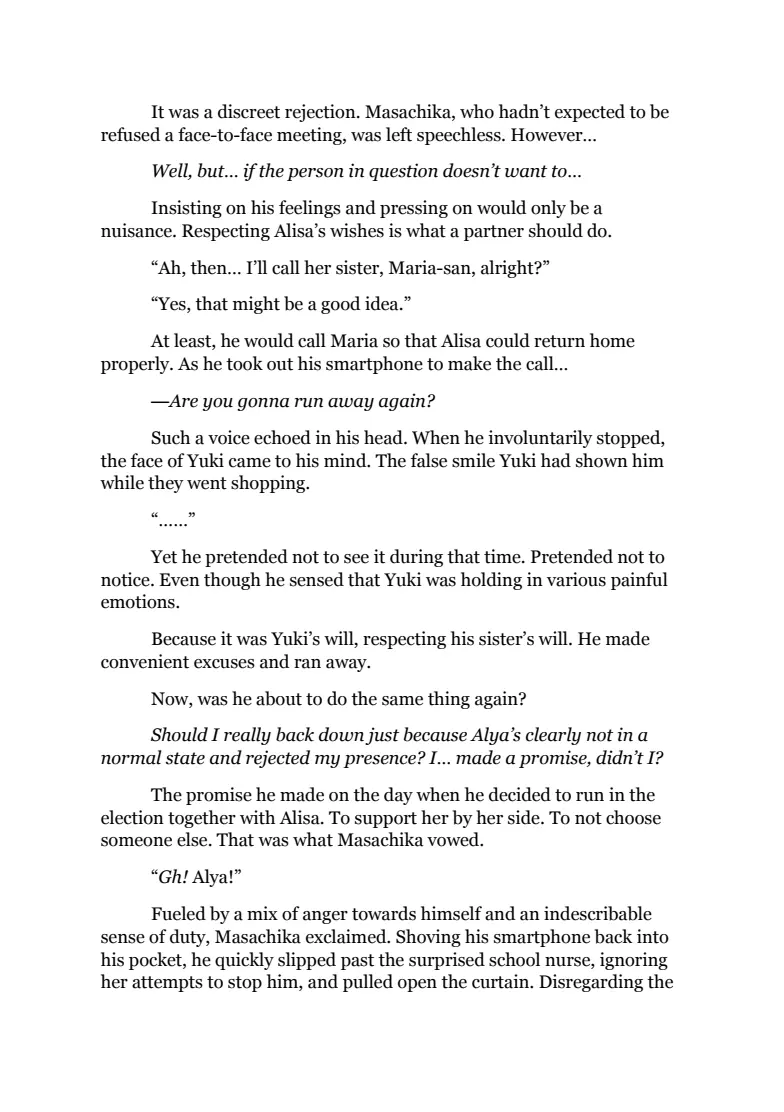 It was a discreet rejection. Masachika, who hadn’t expected to be
refused a face-to-face meeting, was left speechless. However…
Well, but… if the person in question doesn’t want to…
Insisting on his feelings and pressing on would only be a
nuisance. Respecting Alisa’s wishes is what a partner should do.
“Ah, then… I’ll call her sister, Maria-san, alright?”
“Yes, that might be a good idea.”
At least, he would call Maria so that Alisa could return home
properly. As he took out his smartphone to make the call…
—Are you gonna run away again?
Such a voice echoed in his head. When he involuntarily stopped,
the face of Yuki came to his mind. The false smile Yuki had shown him
while they went shopping.
“……”
Yet he pretended not to see it during that time. Pretended not to
notice. Even though he sensed that Yuki was holding in various painful
emotions.
Because it was Yuki’s will, respecting his sister’s will. He made
convenient excuses and ran away.
Now, was he about to do the same thing again?
Should I really back down just because Alya’s clearly not in a
normal state and rejected my presence? I… made a promise, didn’t I?
The promise he made on the day when he decided to run in the
election together with Alisa. To support her by her side. To not choose
someone else. That was what Masachika vowed.
“Gh! Alya!”
Fueled by a mix of anger towards himself and an indescribable
sense of duty, Masachika exclaimed. Shoving his smartphone back into
his pocket, he quickly slipped past the surprised school nurse, ignoring
her attempts to stop him, and pulled open the curtain. Disregarding the